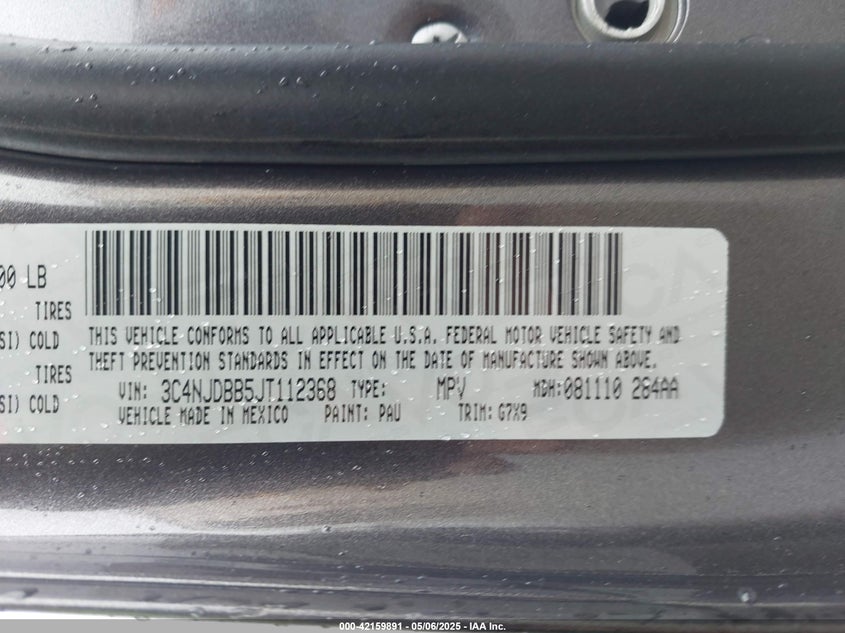 00 LB
TIRES
SI) COLD
TIRES
SI) COLD
THIS VEHICLE CONFORMS TO ALL APPLICABLE U.S.A. FEDERAL MOTOR VEHICLE SAFETY AND
THEFT PREVENTION STANDARDS IN EFFECT ON THE DATE OF MANUFACTURE SHOWN ABOVE.
VIN: 3C4NJDBB5JT112368 TYPE: MPV MDH:081110 264AA
VEHICLE MADE IN MEXICO PAINT: PAU TRIM: G7X9
000-42159891 - 05/06/2025 - IAA Inc.